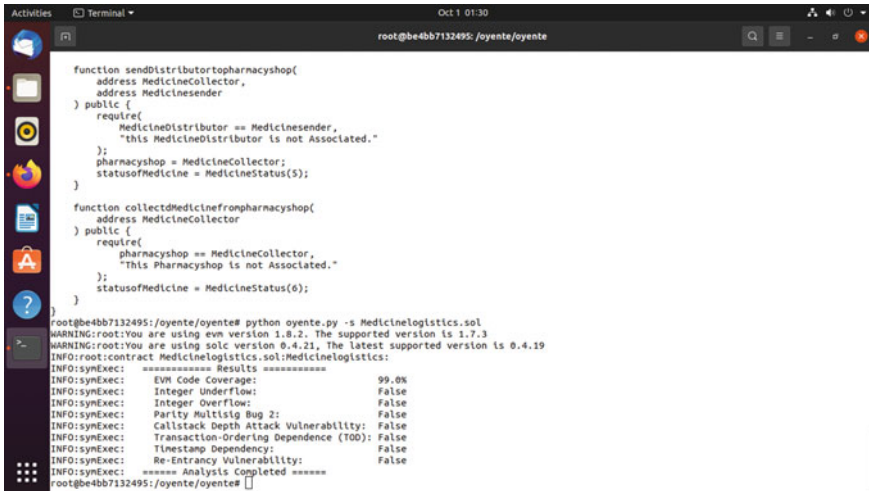 Activities Terminal Oct 1 01:30
root@be4bb7132495: /oyente/oyente
function sendDistributortopharmacyshop(
address MedicineCollector,
address Medicinesender
) public {
require(
MedicineDistributor == Medicinesender,
"this MedicineDistributor is not Associated."
);
pharmacyshop = MedicineCollector;
statusofMedicine = MedicineStatus(5);
}
function collectdMedicinefrompharmacyshop(
address MedicineCollector
) public {
require(
pharmacyshop == MedicineCollector,
"This Pharmacyshop is not Associated."
);
statusofMedicine = MedicineStatus(6);
}
}
root@be4bb7132495:/oyente/oyente# python oyente.py -s Medicinelogistics.sol
WARNING:root:You are using evm version 1.8.2. The supported version is 1.7.3
WARNING:root:You are using solc version 0.4.21, The latest supported version is 0.4.19
INFO:root:contract Medicinelogistics.sol:Medicinelogistics:
INFO:symExec: ============ Results ===========
INFO:symExec: EVM Code Coverage: 99.0%
INFO:symExec: Integer Underflow: False
INFO:symExec: Integer Overflow: False
INFO:symExec: Parity Multisig Bug 2: False
INFO:symExec: Callstack Depth Attack Vulnerability: False
INFO:symExec: Transaction-Ordering Dependence (TOD): False
INFO:symExec: Timestamp Dependency: False
INFO:symExec: Re-Entrancy Vulnerability: False
INFO:symExec: ====== Analysis Completed ======
root@be4bb7132495:/oyente/oyente#